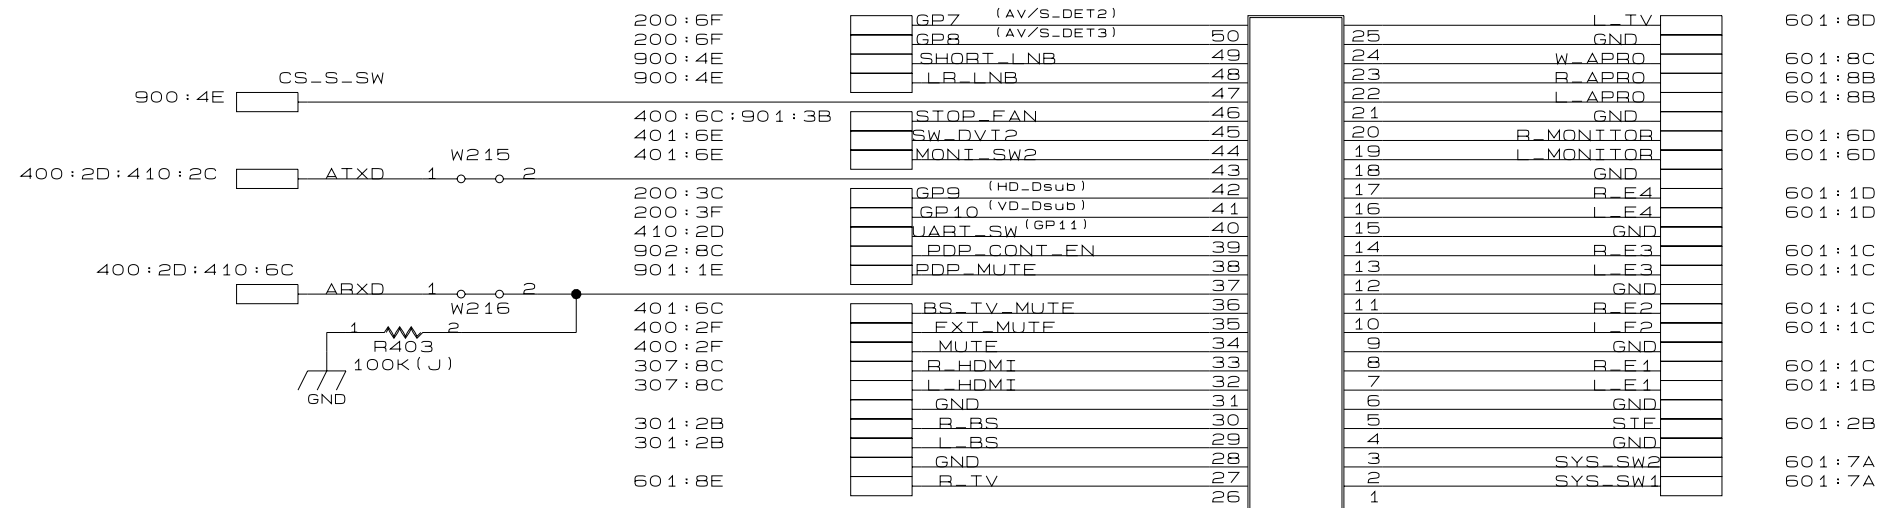 200:6F GP7 (AV/S_DET2) L_TV 601:8D
200:6F GP8 (AV/S_DET3) 50 25 GND
900:4E SHORT_LNB 49 24 W_APRO 601:8C
CS_S_SW 900:4E LR_LNB 48 23 R_APRO 601:8B
900:4E 47 22 L_APRO 601:8B
400:6C:901:3B STOP_FAN 46 21 GND
401:6E SW_DVI2 45 20 R_MONITOR 601:6D
W215 401:6E MONI_SW2 44 19 L_MONITOR 601:6D
400:2D:410:2C ATXD 1 2 43 18 GND
200:3C GP9 (HD_Dsub) 42 17 R_E4 601:1D
200:3F GP10 (VD_Dsub) 41 16 L_E4 601:1D
410:2D UART_SW (GP11) 40 15 GND
902:8C PDP_CONT_EN 39 14 R_E3 601:1C
400:2D:410:6C 901:1E PDP_MUTE 38 13 L_E3 601:1C
ARXD 1 2 37 12 GND
W216 401:6C BS_TV_MUTE 36 11 R_E2 601:1C
1 2 400:2F EXT_MUTE 35 10 L_E2 601:1C
R403 400:2F MUTE 34 9 GND
100K(J) 307:8C R_HDMI 33 8 R_E1 601:1C
307:8C L_HDMI 32 7 L_E1 601:1B
GND GND 31 6 GND
301:2B R_BS 30 5 STE 601:2B
301:2B L_BS 29 4 GND
GND 28 3 SYS_SW2 601:7A
601:8E R_TV 27 2 SYS_SW1 601:7A
26 1